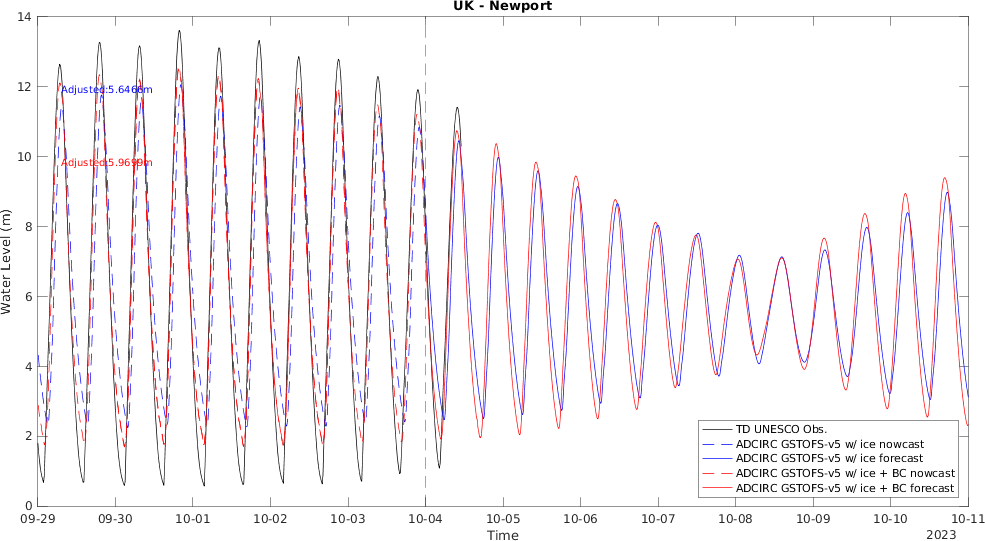 UK - Newport
14
12
10
8
6
4
2
0
Water Level (m)
Adjusted:5.6466m
Adjusted:5.9699m
TD UNESCO Obs.
ADCIRC GSTOFS-v5 w/ ice nowcast
ADCIRC GSTOFS-v5 w/ ice forecast
ADCIRC GSTOFS-v5 w/ ice + BC nowcast
ADCIRC GSTOFS-v5 w/ ice + BC forecast
09-29 09-30 10-01 10-02 10-03 10-04 10-05 10-06 10-07 10-08 10-09 10-10 10-11
Time
2023